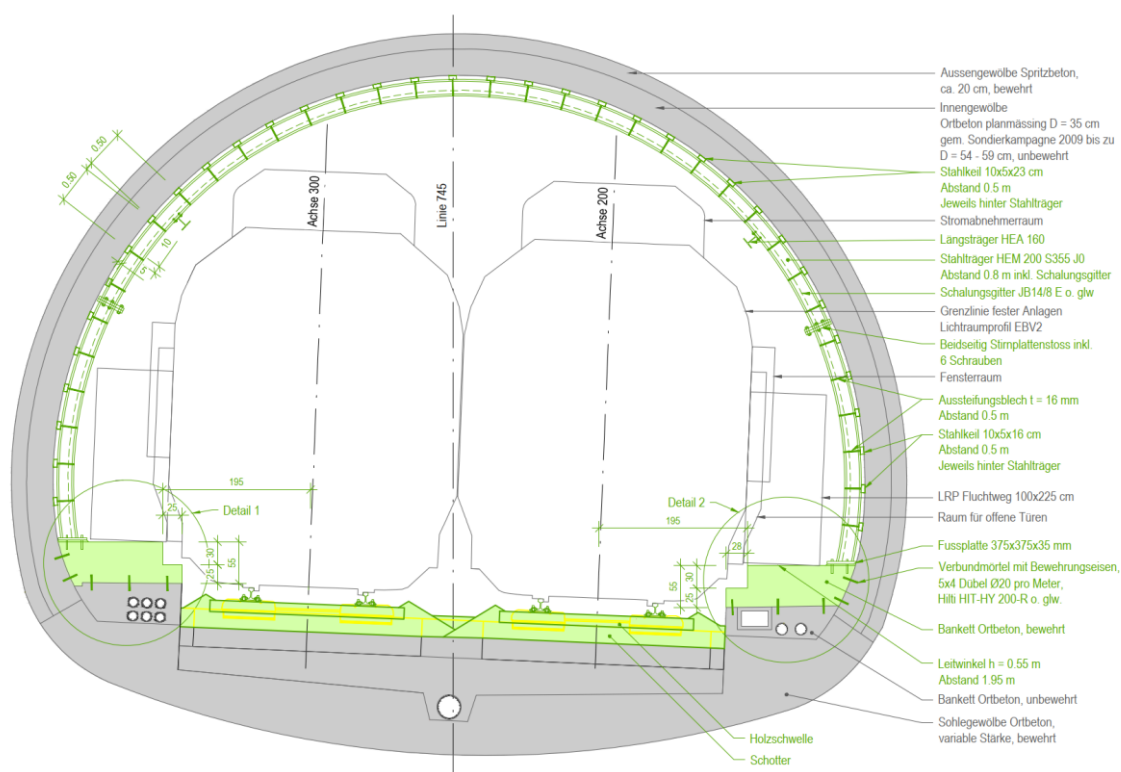 Aussengewölbe Spritzbeton,
ca. 20 cm, bewehrt
Innengewölbe
Ortbeton planmässing D = 35 cm
gem. Sondierkampagne 2009 bis zu
D = 54 - 59 cm, unbewehrt
Stahlkeil 10x5x23 cm
Abstand 0.5 m
Jeweils hinter Stahlträger
Stromabnehmerraum
Längsträger HEA 160
Stahlträger HEM 200 S355 J0
Abstand 0.8 m inkl. Schalungsgitter
Schalungsgitter JB14/8 E o. glw
Grenzlinie fester Anlagen
Lichtraumprofil EBV2
Beidseitig Stirnplattenstoss inkl.
6 Schrauben
Fensterraum
Aussteifungsblech t = 16 mm
Abstand 0.5 m
Stahlkeil 10x5x16 cm
Abstand 0.5 m
Jeweils hinter Stahlträger
LRP Fluchtweg 100x225 cm
Raum für offene Türen
Fussplatte 375x375x35 mm
Verbundmörtel mit Bewehrungseisen,
5x4 Dübel Ø20 pro Meter,
Hilti HIT-HY 200-R o. glw.
Bankett Ortbeton, bewehrt
Leitwinkel h = 0.55 m
Abstand 1.95 m
Bankett Ortbeton, unbewehrt
Sohlegewölbe Ortbeton,
variable Stärke, bewehrt
Holzschwelle
Schotter
0.50
0.50
10
5
Achse 300
Linie 745
Achse 200
195
25
Detail 1
30
25
55
Detail 2
195
28
55
30
25